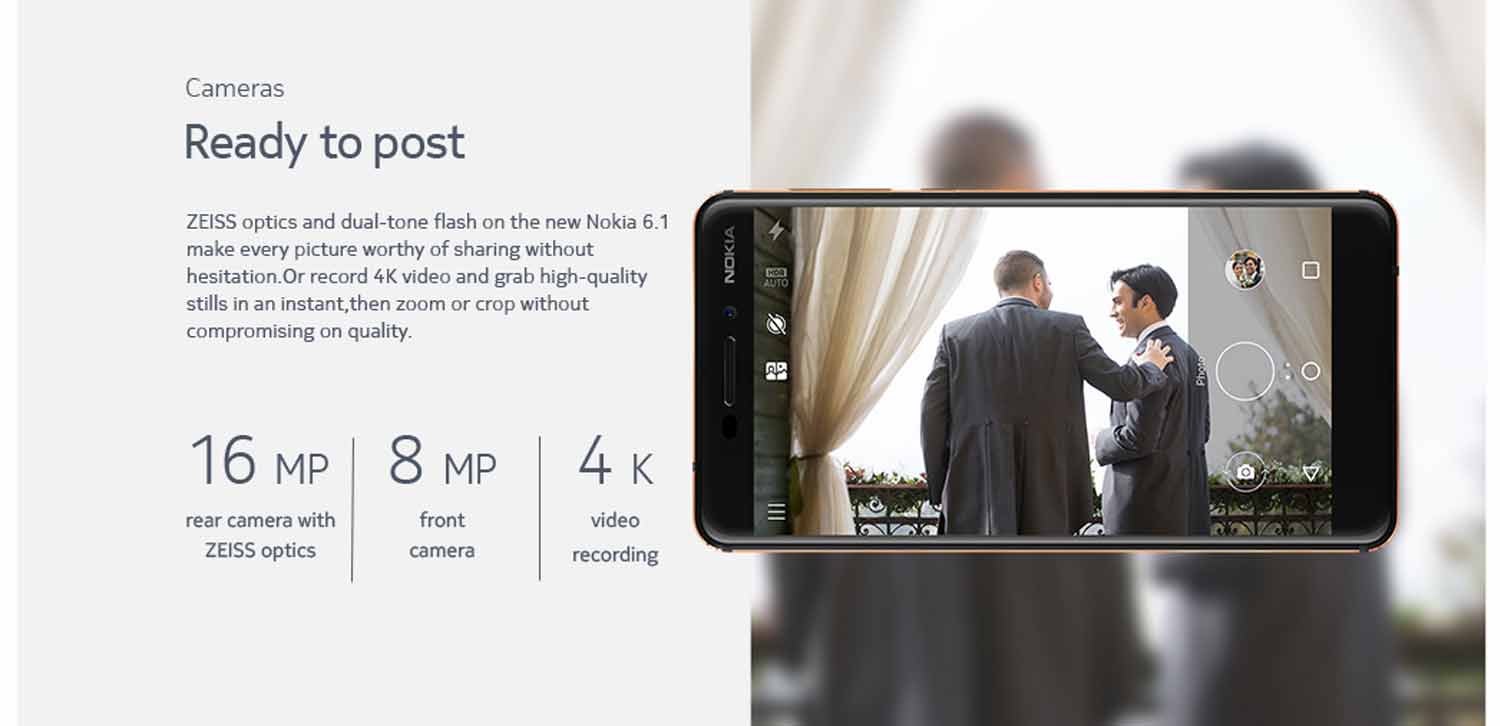 Cameras
Ready to post
ZEISS optics and dual-tone flash on the new Nokia 6.1
make every picture worthy of sharing without
hesitation.Or record 4K video and grab high-quality
stills in an instant,then zoom or crop without
compromising on quality.
16 MP
rear camera with
ZEISS optics
8 MP
front
camera
4 K
video
recording
NOKIA
HDR
AUTO
Photo